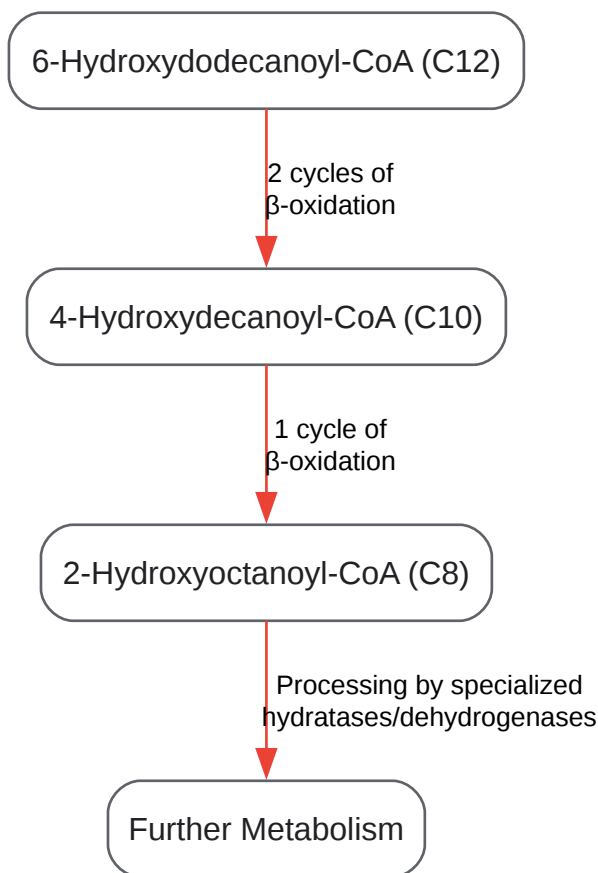 6-Hydroxydodecanoyl-CoA (C12)
2 cycles of
β-oxidation
4-Hydroxydecanoyl-CoA (C10)
1 cycle of
β-oxidation
2-Hydroxyoctanoyl-CoA (C8)
Processing by specialized
hydratases/dehydrogenases
Further Metabolism